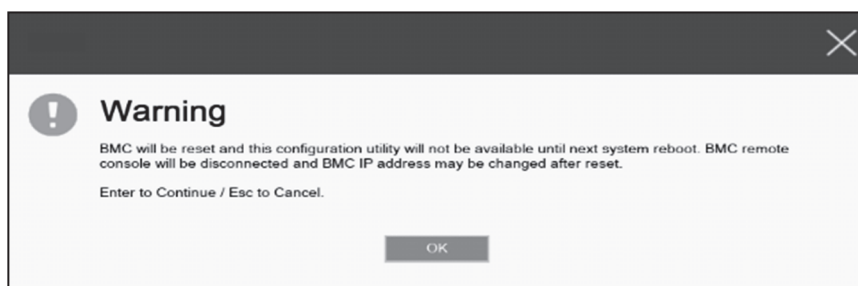 Warning
BMC will be reset and this configuration utility will not be available until next system reboot. BMC remote
console will be disconnected and BMC IP address may be changed after reset.
Enter to Continue / Esc to Cancel.
OK